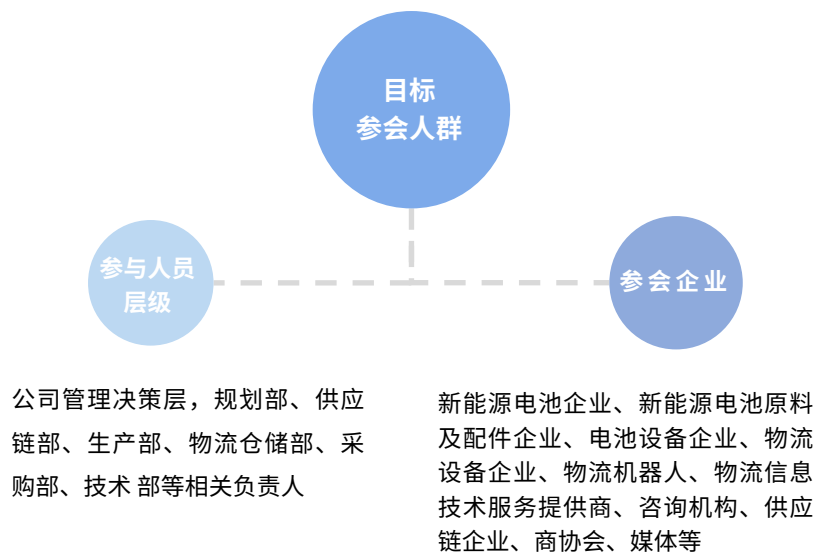 目标
参会人群
参与人员
层级
参会企业
公司管理决策层，规划部、供应
链部、生产部、物流仓储部、采
购部、技术 部等相关负责人
新能源电池企业、新能源电池原料
及配件企业、电池设备企业、物流
设备企业、物流机器人、物流信息
技术服务提供商、咨询机构、供应
链企业、商协会、媒体等